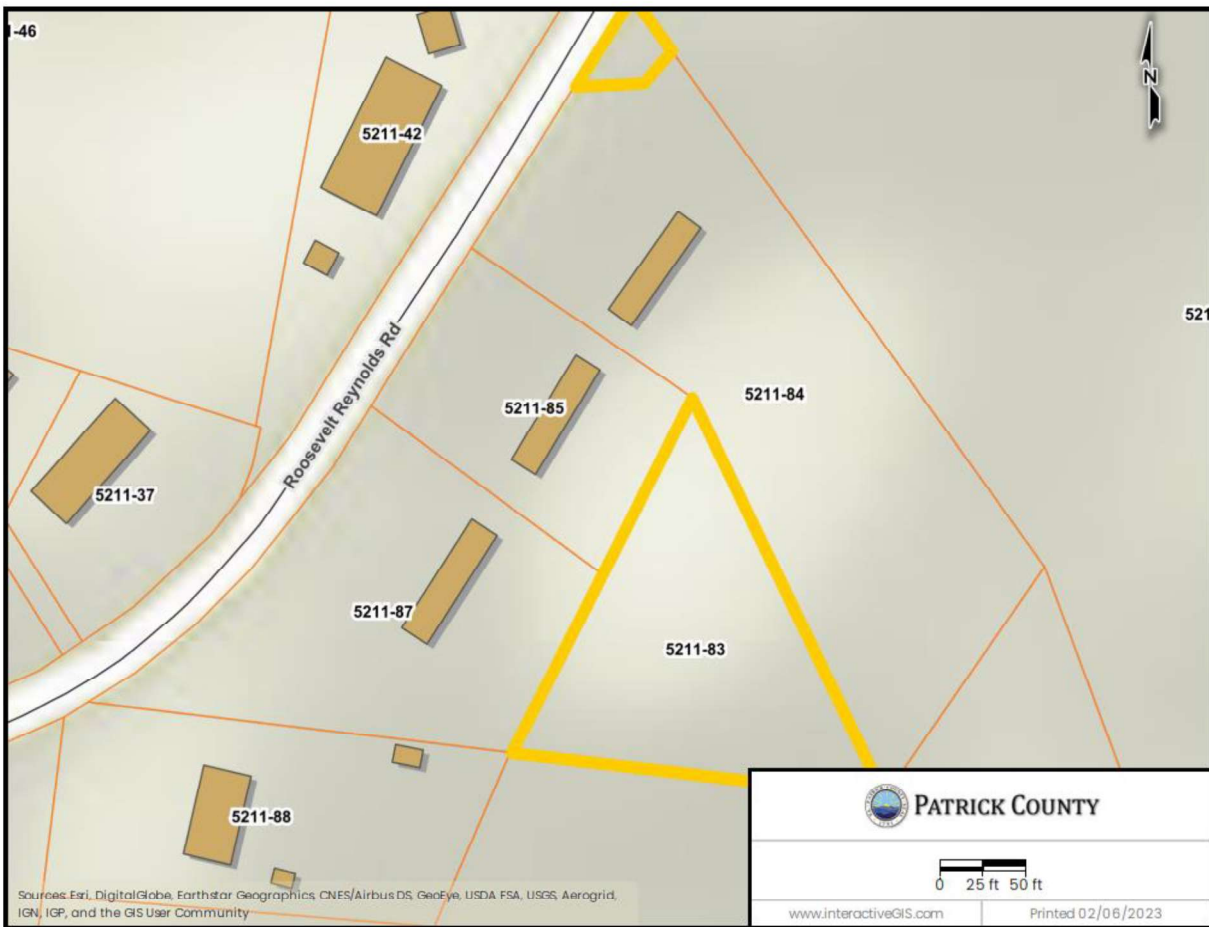 1-46
5211-42
N
521
5211-84
5211-85
Roosevelt Reynolds Rd
5211-37
5211-87
5211-83
5211-88
PATRICK COUNTY
0 25 ft 50 ft
Sources: Esri, DigitalGlobe, Earthstar Geographics, CNES/Airbus DS, GeoEye, USDA FSA, USGS, Aerogrid,
IGN, IGP, and the GIS User Community
www.interactiveGIS.com
Printed 02/06/2023